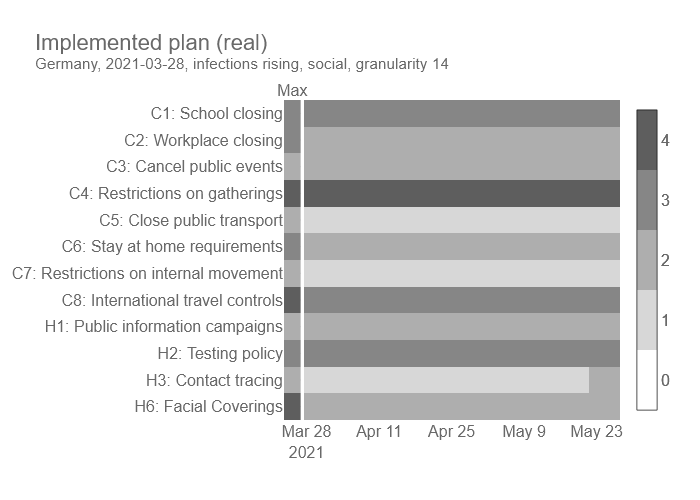 Implemented plan (real)
Germany, 2021-03-28, infections rising, social, granularity 14
Max
C1: School closing
C2: Workplace closing
C3: Cancel public events
C4: Restrictions on gatherings
C5: Close public transport
C6: Stay at home requirements
C7: Restrictions on internal movement
C8: International travel controls
H1: Public information campaigns
H2: Testing policy
H3: Contact tracing
H6: Facial Coverings
Mar 28 Apr 11 Apr 25 May 9 May 23
2021
4
3
2
1
0